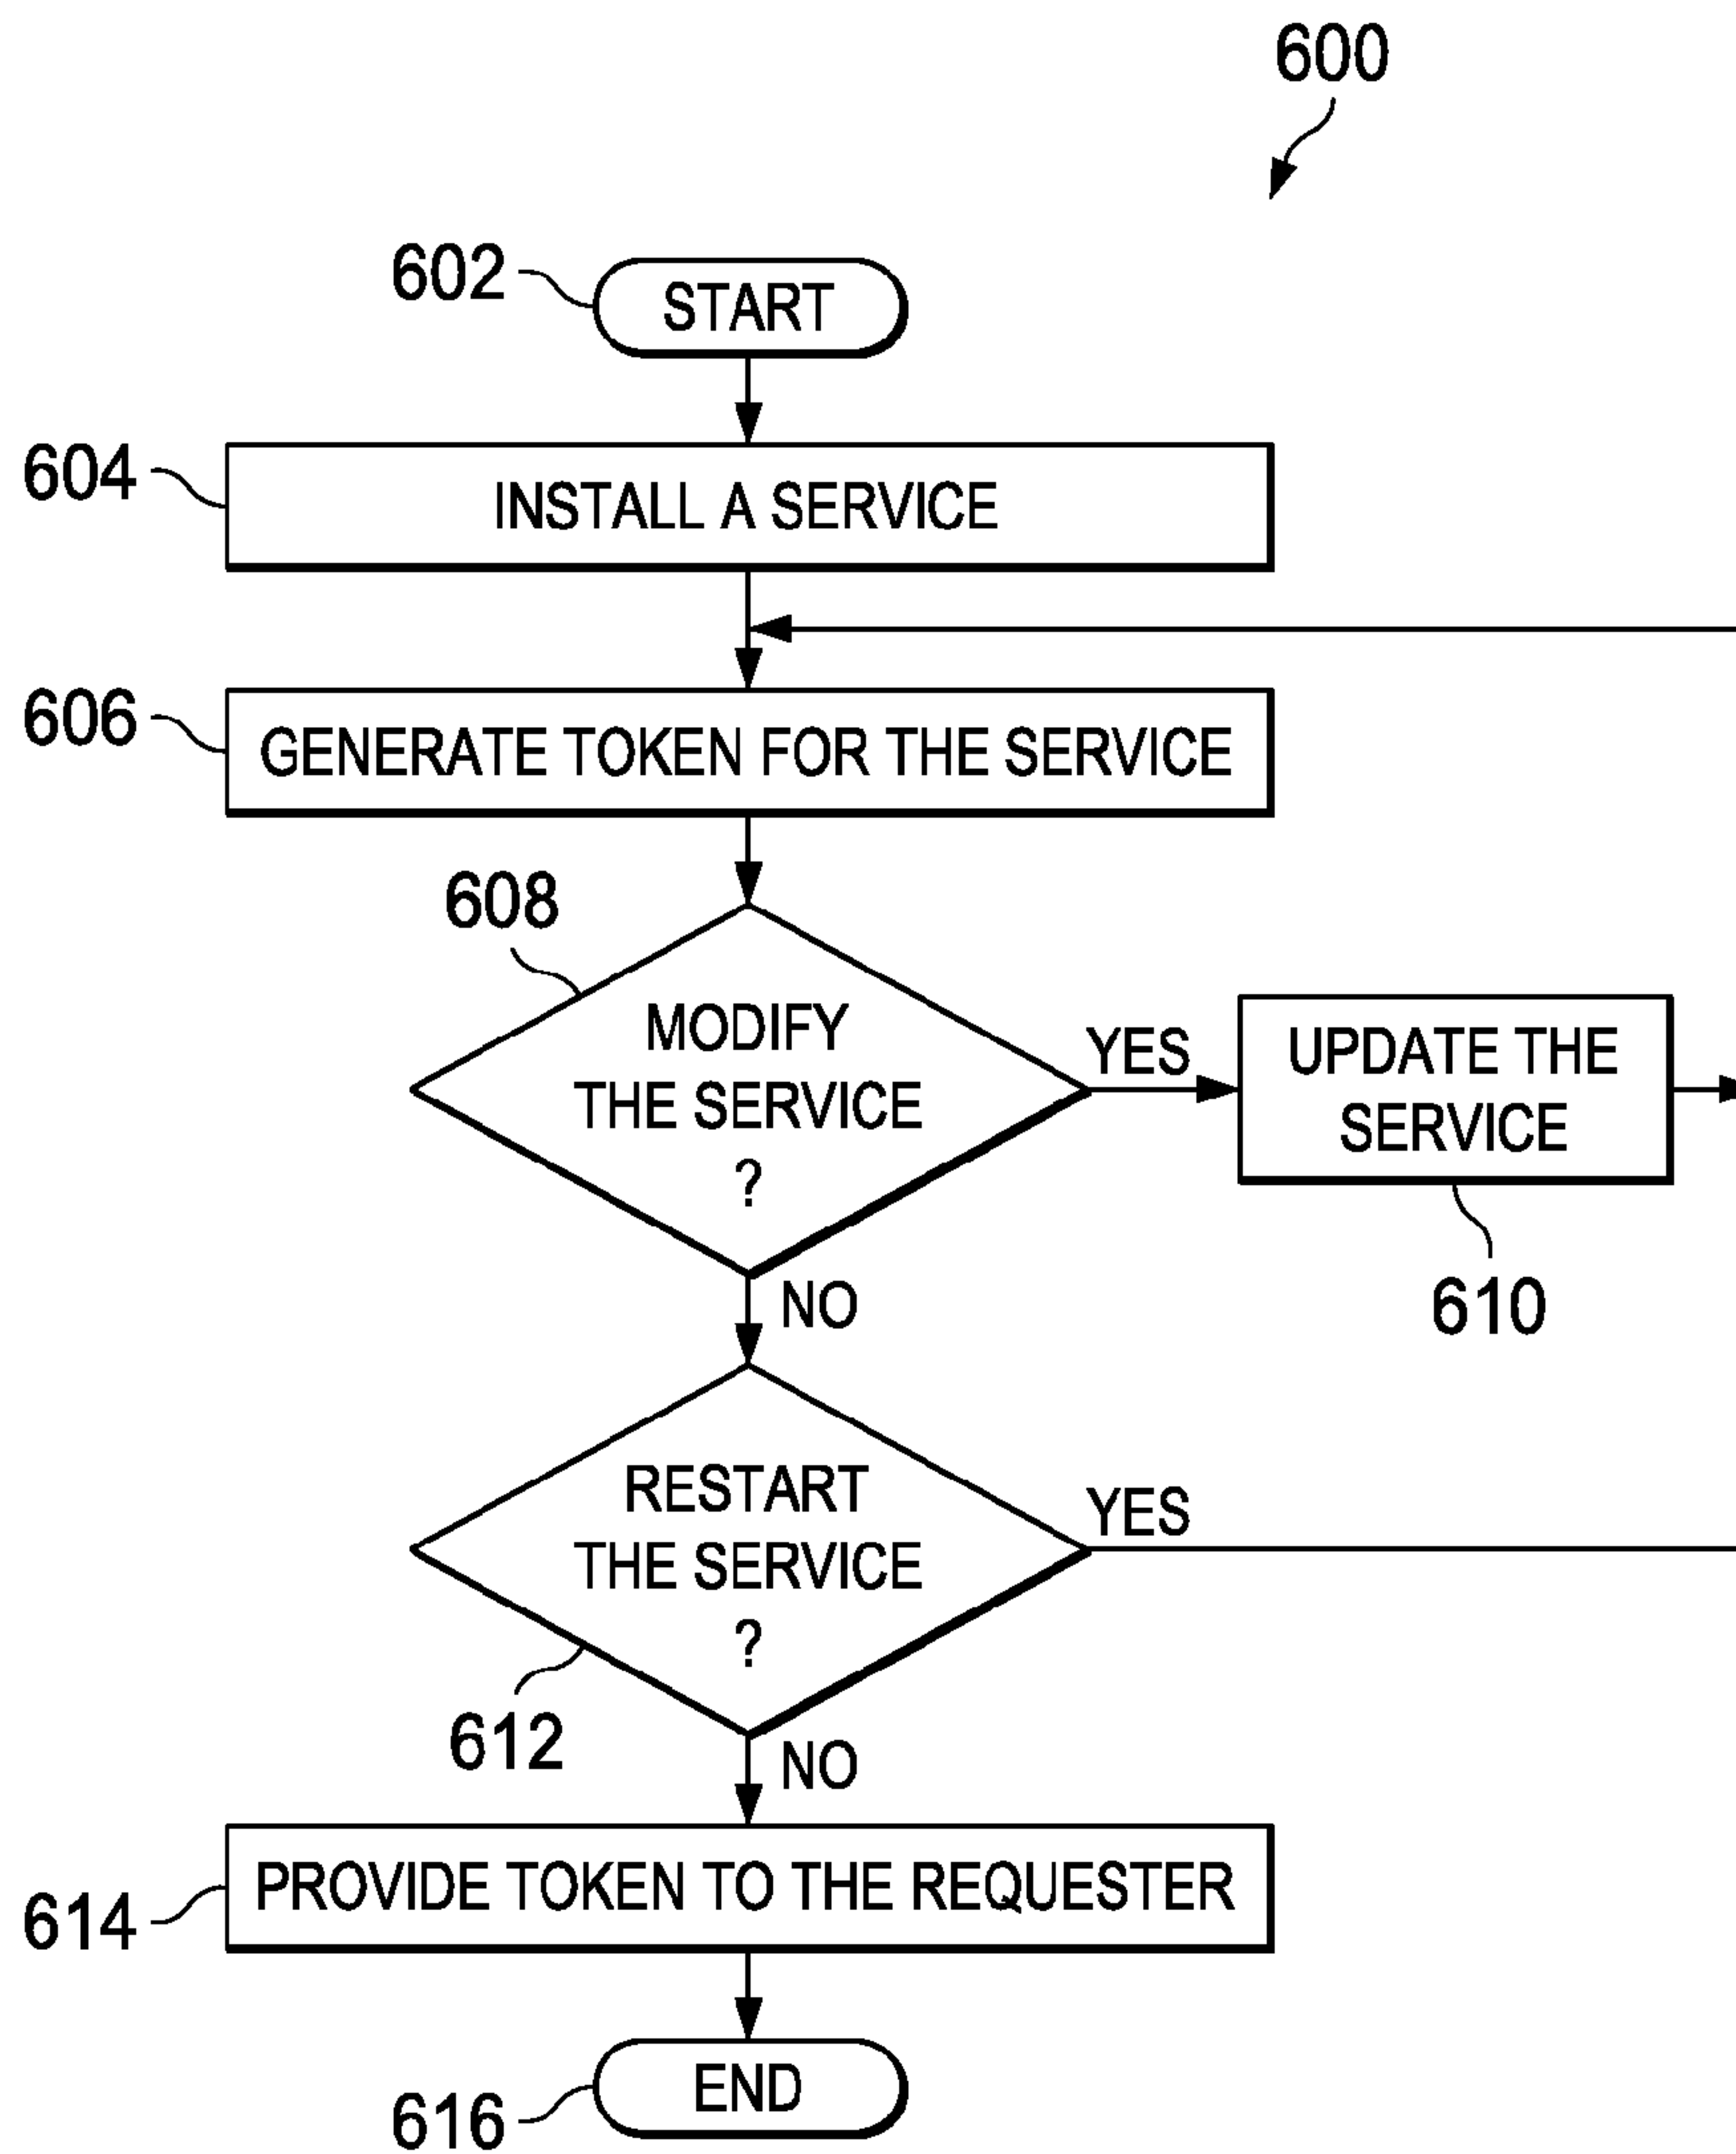 600
602
START
604
INSTALL A SERVICE
606
GENERATE TOKEN FOR THE SERVICE
608
MODIFY
THE SERVICE
?
YES
UPDATE THE
SERVICE
610
NO
RESTART
THE SERVICE
?
YES
612
NO
614
PROVIDE TOKEN TO THE REQUESTER
END
616